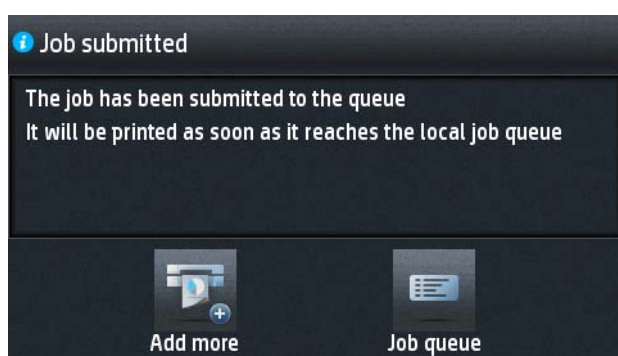 Job submitted
The job has been submitted to the queue
It will be printed as soon as it reaches the local job queue
Add more
Job queue